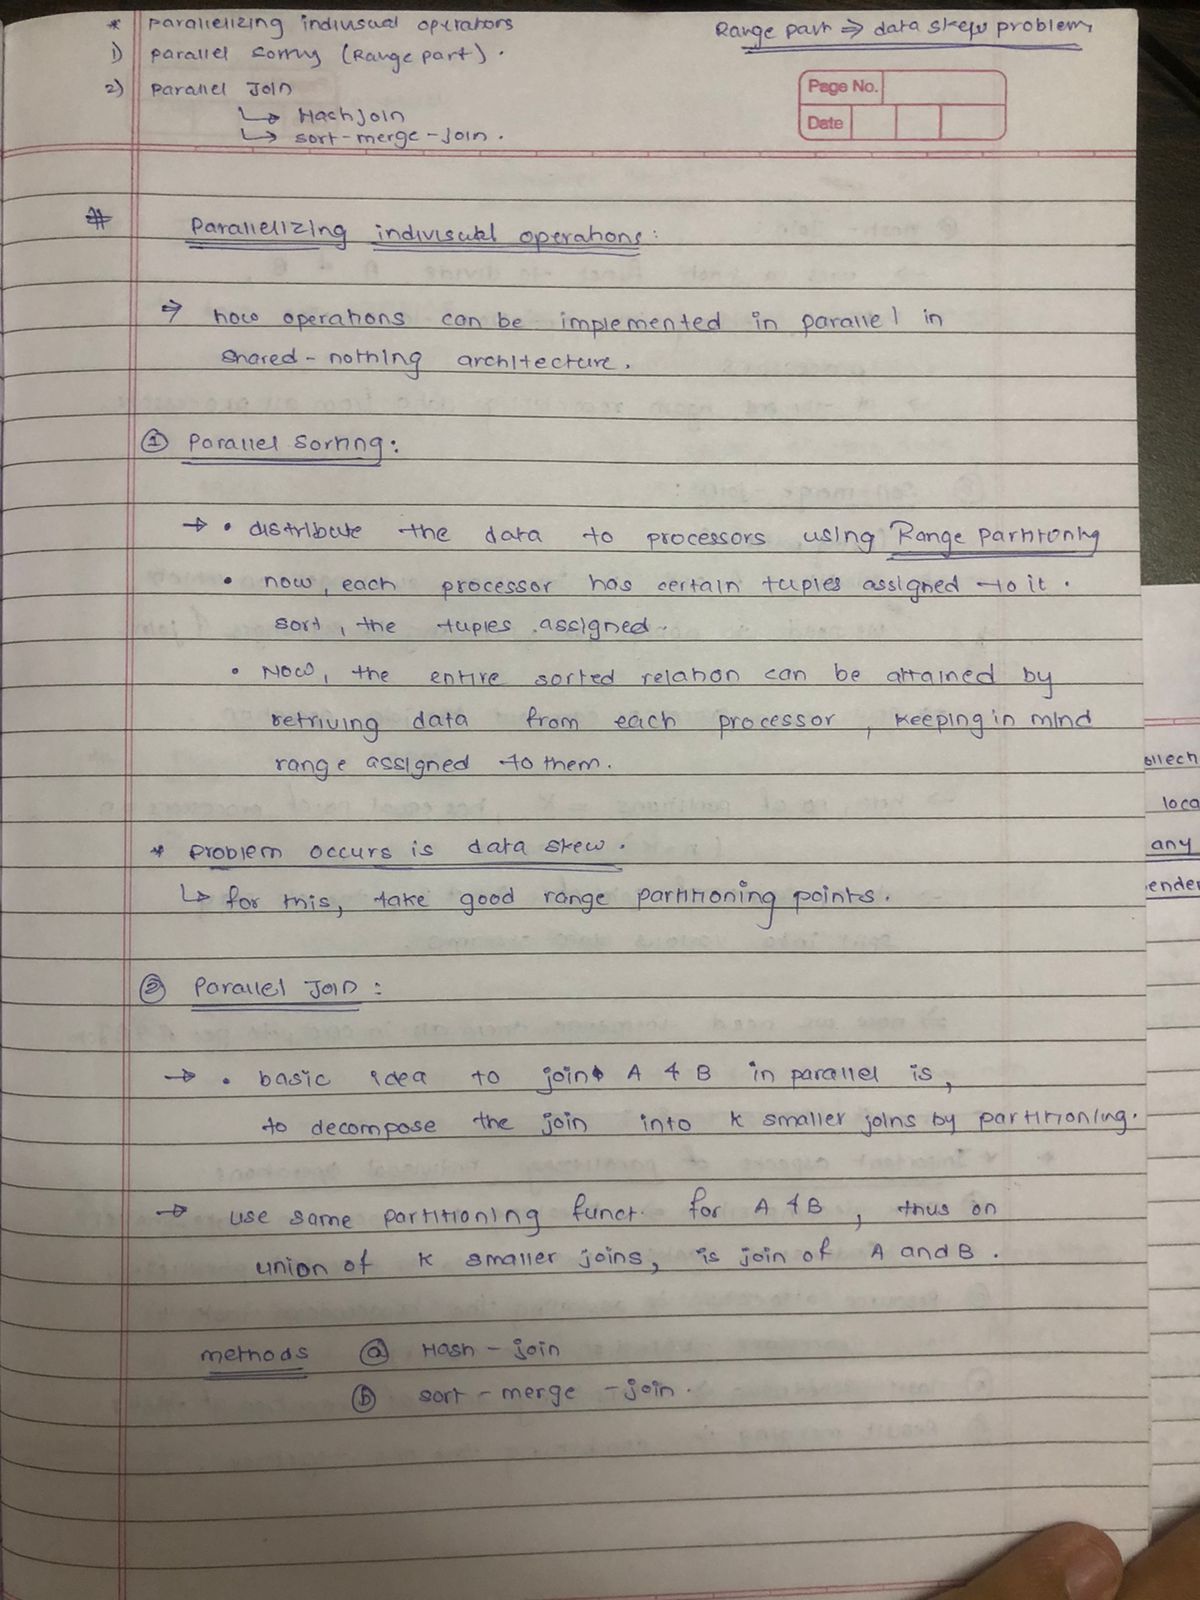 * Parallelizing indivisual operators
1) Parallel Sorting (Range part).
2) Parallel Join
↳ Hash join
↳ sort-merge-join.
Range part ⇒ data skew problem
Page No.
Date
# Parallelizing indivisual operations:
⇒ how operations can be implemented in parallel in
shared-nothing architecture.
① Parallel Sorting:
→ • distribute the data to processors using Range partitioning
• now, each processor has certain tuples assigned to it.
sort, the tuples assigned.
• Now, the entire sorted relation can be attained by
retriving data from each processor, keeping in mind
range assigned to them.
* Problem occurs is data skew.
↳ for this, take good range partitioning points.
② Parallel Join:
→ • basic idea to join A & B in parallel is,
to decompose the join into K smaller joins by partitioning.
→ use same partitioning funct. for A & B, thus on
union of K smaller joins, is join of A and B.
methods ⓐ Hash-join
ⓑ sort-merge-join.
loca
any